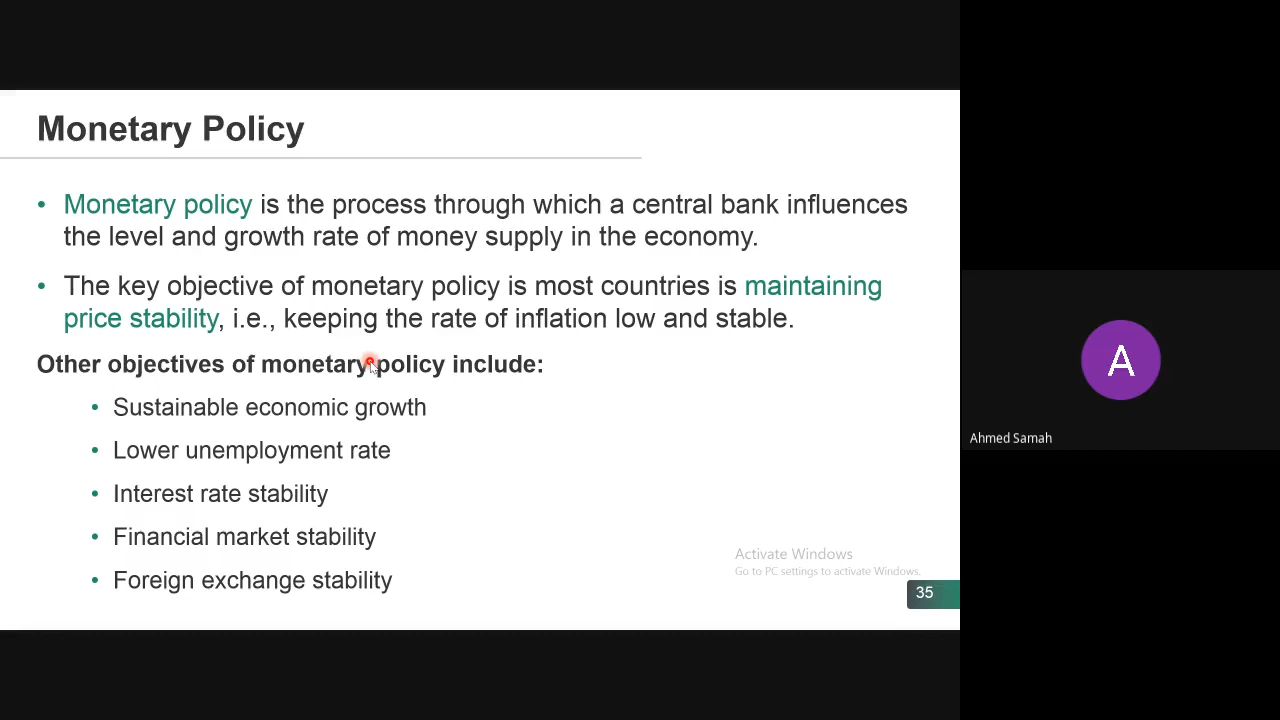 Monetary Policy
• Monetary policy is the process through which a central bank influences
the level and growth rate of money supply in the economy.
• The key objective of monetary policy is most countries is maintaining
price stability, i.e., keeping the rate of inflation low and stable.
Other objectives of monetary policy include:
• Sustainable economic growth
• Lower unemployment rate
• Interest rate stability
• Financial market stability
• Foreign exchange stability
Activate Windows
Go to PC settings to activate Windows.
35
A
Ahmed Samah